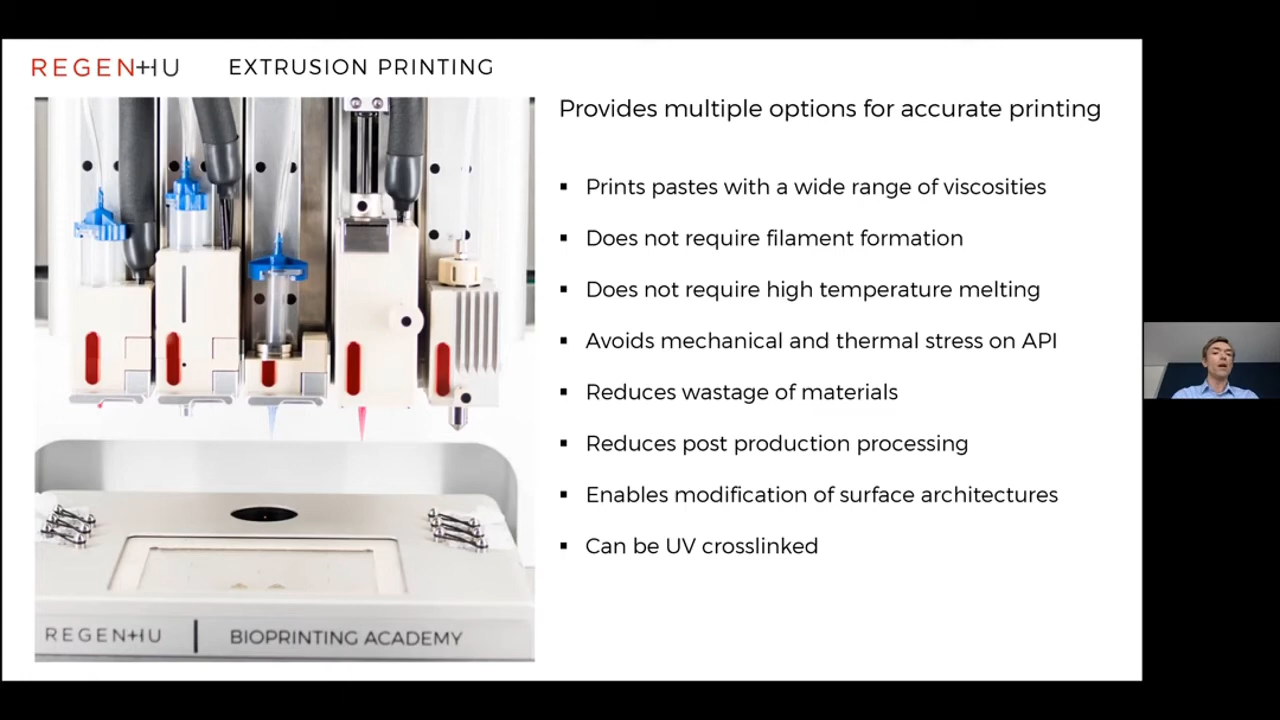 REGENHU EXTRUSION PRINTING
Provides multiple options for accurate printing
▪ Prints pastes with a wide range of viscosities
▪ Does not require filament formation
▪ Does not require high temperature melting
▪ Avoids mechanical and thermal stress on API
▪ Reduces wastage of materials
▪ Reduces post production processing
▪ Enables modification of surface architectures
▪ Can be UV crosslinked
REGENHU | BIOPRINTING ACADEMY